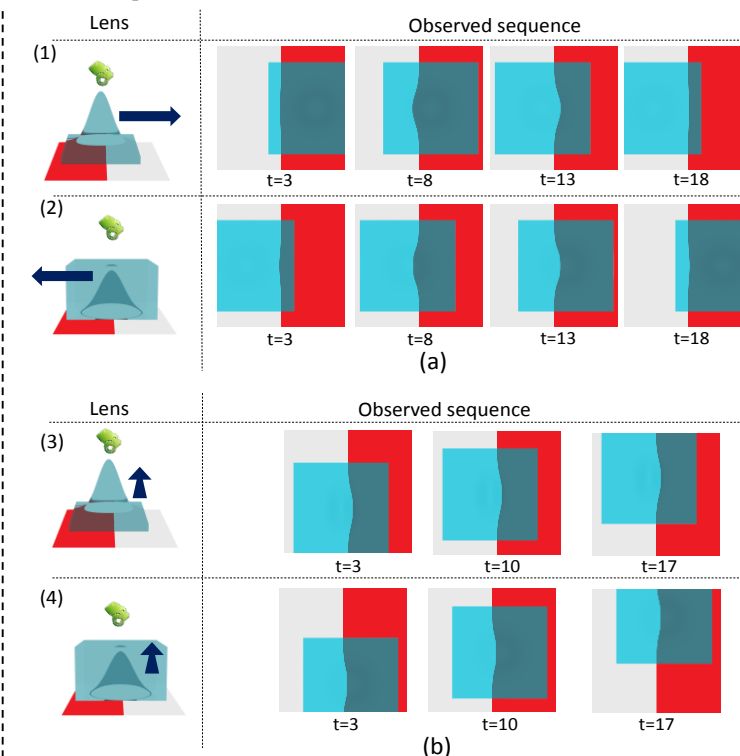 Lens Observed sequence
(1)
t=3 t=8 t=13 t=18
(2)
t=3 t=8 t=13 t=18
(a)
Lens Observed sequence
(3)
t=3 t=10 t=17
(4)
t=3 t=10 t=17
(b)